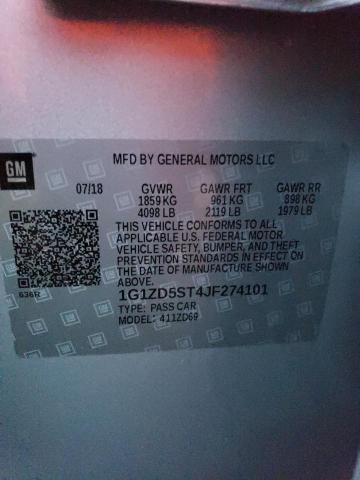 GM
MFD BY GENERAL MOTORS LLC
07/18 GVWR GAWR FRT GAWR RR
1859 KG 961 KG 898 KG
4098 LB 2119 LB 1979 LB
THIS VEHICLE CONFORMS TO ALL
APPLICABLE U.S. FEDERAL MOTOR
VEHICLE SAFETY, BUMPER, AND THEFT
PREVENTION STANDARDS IN EFFECT ON
THE DATE OF MANUFACTURE SHOWN
ABOVE.
636R
1G1ZD5ST4JF274101
TYPE: PASS CAR
MODEL: 411ZD69